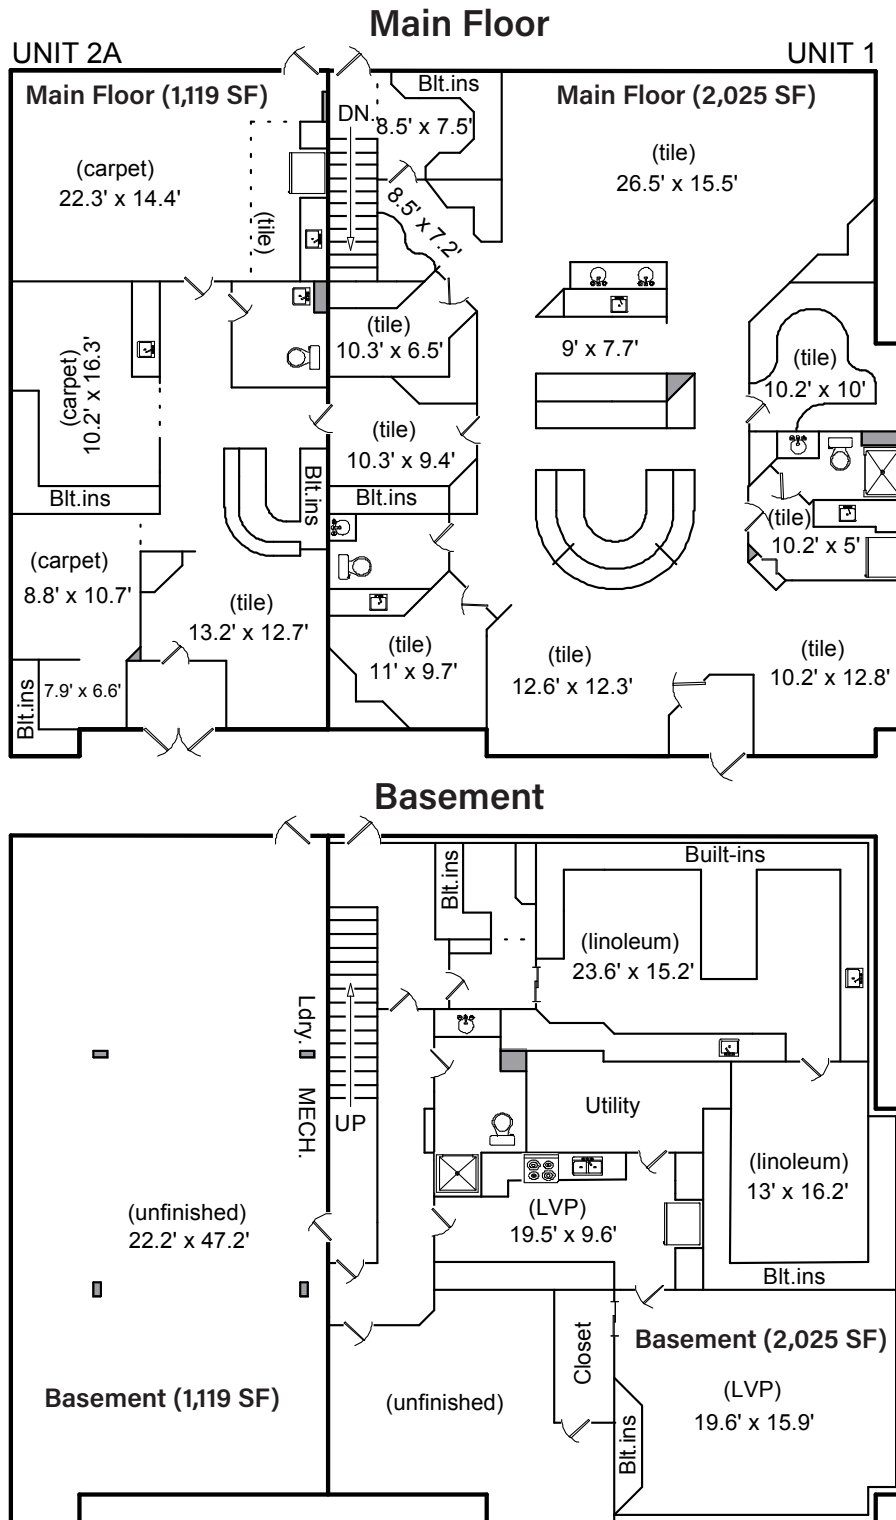 Main Floor
UNIT 2A
UNIT 1
Main Floor (1,119 SF)
Blt.ins
Main Floor (2,025 SF)
DN.
8.5' x 7.5'
(carpet)
22.3' x 14.4'
(tile)
26.5' x 15.5'
(tile)
8.5' x 7.2'
(tile)
10.3' x 6.5'
9' x 7.7'
(tile)
10.2' x 10'
(carpet)
10.2' x 16.3'
(tile)
10.3' x 9.4'
Blt.ins
Blt.ins
Blt.ins
(tile)
10.2' x 5'
(carpet)
8.8' x 10.7'
(tile)
13.2' x 12.7'
(tile)
11' x 9.7'
(tile)
12.6' x 12.3'
(tile)
10.2' x 12.8'
7.9' x 6.6'
Blt.ins
Basement
Built-ins
Blt.ins
(linoleum)
23.6' x 15.2'
Ldry.
MECH.
UP
Utility
(linoleum)
13' x 16.2'
(unfinished)
22.2' x 47.2'
(LVP)
19.5' x 9.6'
Blt.ins
Closet
Basement (2,025 SF)
Basement (1,119 SF)
(unfinished)
(LVP)
19.6' x 15.9'
Blt.ins